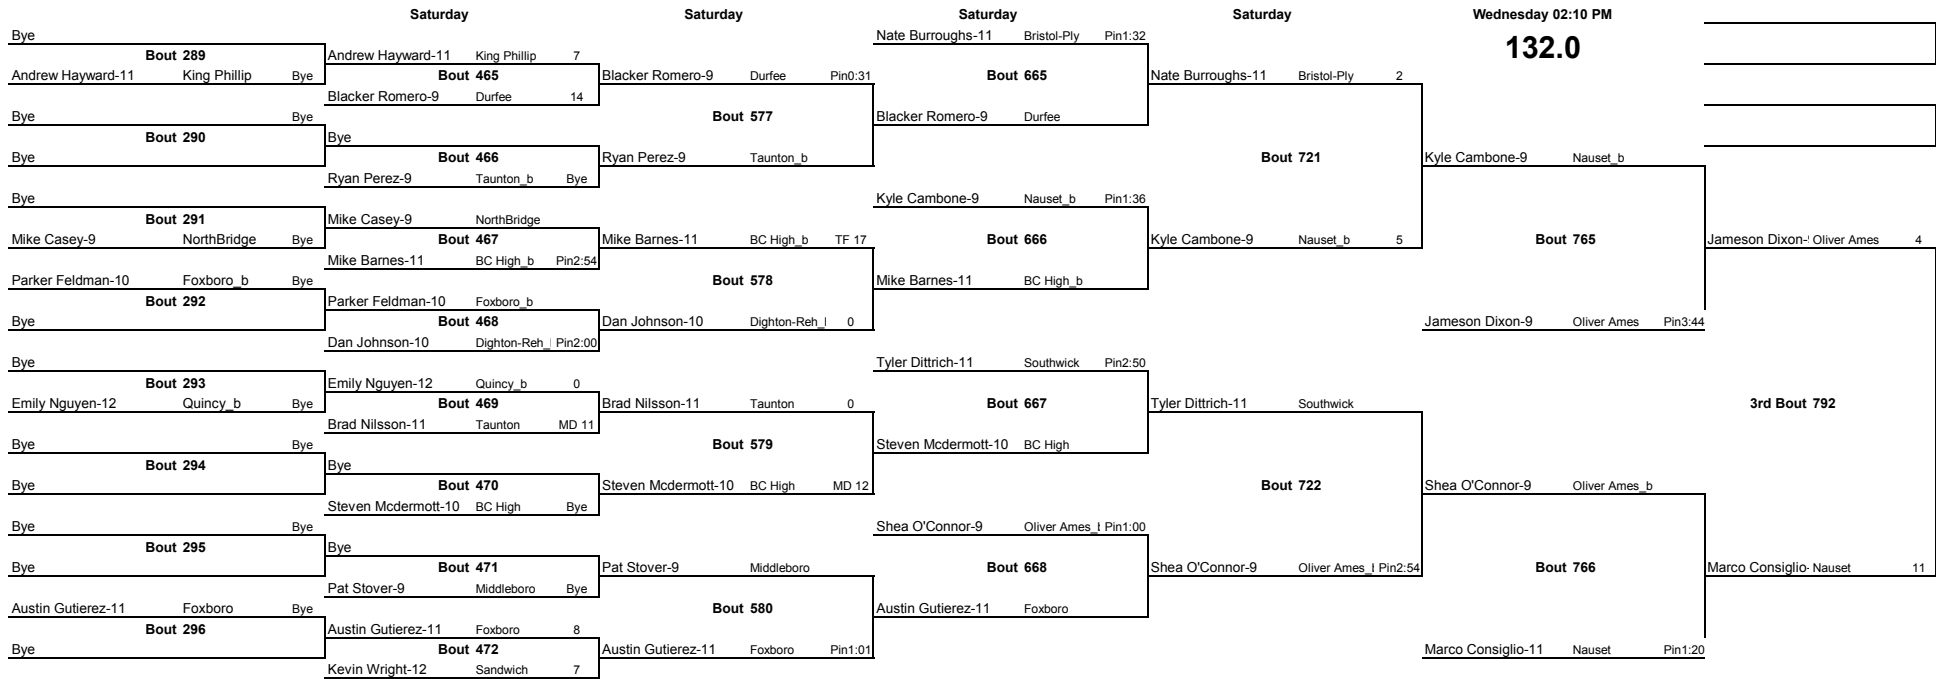 Saturday Saturday Saturday Saturday Wednesday 02:10 PM
Bye Nate Burroughs-11 Bristol-Ply Pin1:32
132.0
Bout 289 Andrew Hayward-11 King Phillip 7
Andrew Hayward-11 King Phillip Bye Bout 465 Blacker Romero-9 Durfee Pin0:31 Bout 665 Nate Burroughs-11 Bristol-Ply 2
Blacker Romero-9 Durfee 14
Bye Bye Bout 577 Blacker Romero-9 Durfee
Bout 290 Bye
Bye Bout 466 Ryan Perez-9 Taunton_b Bout 721 Kyle Cambone-9 Nauset_b
Ryan Perez-9 Taunton_b Bye
Bye Kyle Cambone-9 Nauset_b Pin1:36
Bout 291 Mike Casey-9 NorthBridge
Mike Casey-9 NorthBridge Bye Bout 467 Mike Barnes-11 BC High_b TF 17 Bout 666 Kyle Cambone-9 Nauset_b 5 Bout 765 Jameson Dixon- Oliver Ames 4
Mike Barnes-11 BC High_b Pin2:54
Parker Feldman-10 Foxboro_b Bye Bout 578 Mike Barnes-11 BC High_b
Bout 292 Parker Feldman-10 Foxboro_b
Bye Bout 468 Dan Johnson-10 Dighton-Reh_ 0 Jameson Dixon-9 Oliver Ames Pin3:44
Dan Johnson-10 Dighton-Reh_ Pin2:00
Bye Tyler Dittrich-11 Southwick Pin2:50
Bout 293 Emily Nguyen-12 Quincy_b 0
Emily Nguyen-12 Quincy_b Bye Bout 469 Brad Nilsson-11 Taunton 0 Bout 667 Tyler Dittrich-11 Southwick 3rd Bout 792
Brad Nilsson-11 Taunton MD 11
Bye Bye Bout 579 Steven Mcdermott-10 BC High
Bout 294 Bye
Bye Bout 470 Steven Mcdermott-10 BC High MD 12 Bout 722 Shea O'Connor-9 Oliver Ames_b
Steven Mcdermott-10 BC High Bye
Bye Bye Shea O'Connor-9 Oliver Ames_ Pin1:00
Bout 295 Bye
Bye Bout 471 Pat Stover-9 Middleboro Bout 668 Shea O'Connor-9 Oliver Ames_ Pin2:54 Bout 766 Marco Consiglio- Nauset 11
Pat Stover-9 Middleboro Bye
Austin Gutierez-11 Foxboro Bye Bout 580 Austin Gutierez-11 Foxboro
Bout 296 Austin Gutierez-11 Foxboro 8
Bye Bout 472 Austin Gutierez-11 Foxboro Pin1:01 Marco Consiglio-11 Nauset Pin1:20
Kevin Wright-12 Sandwich 7